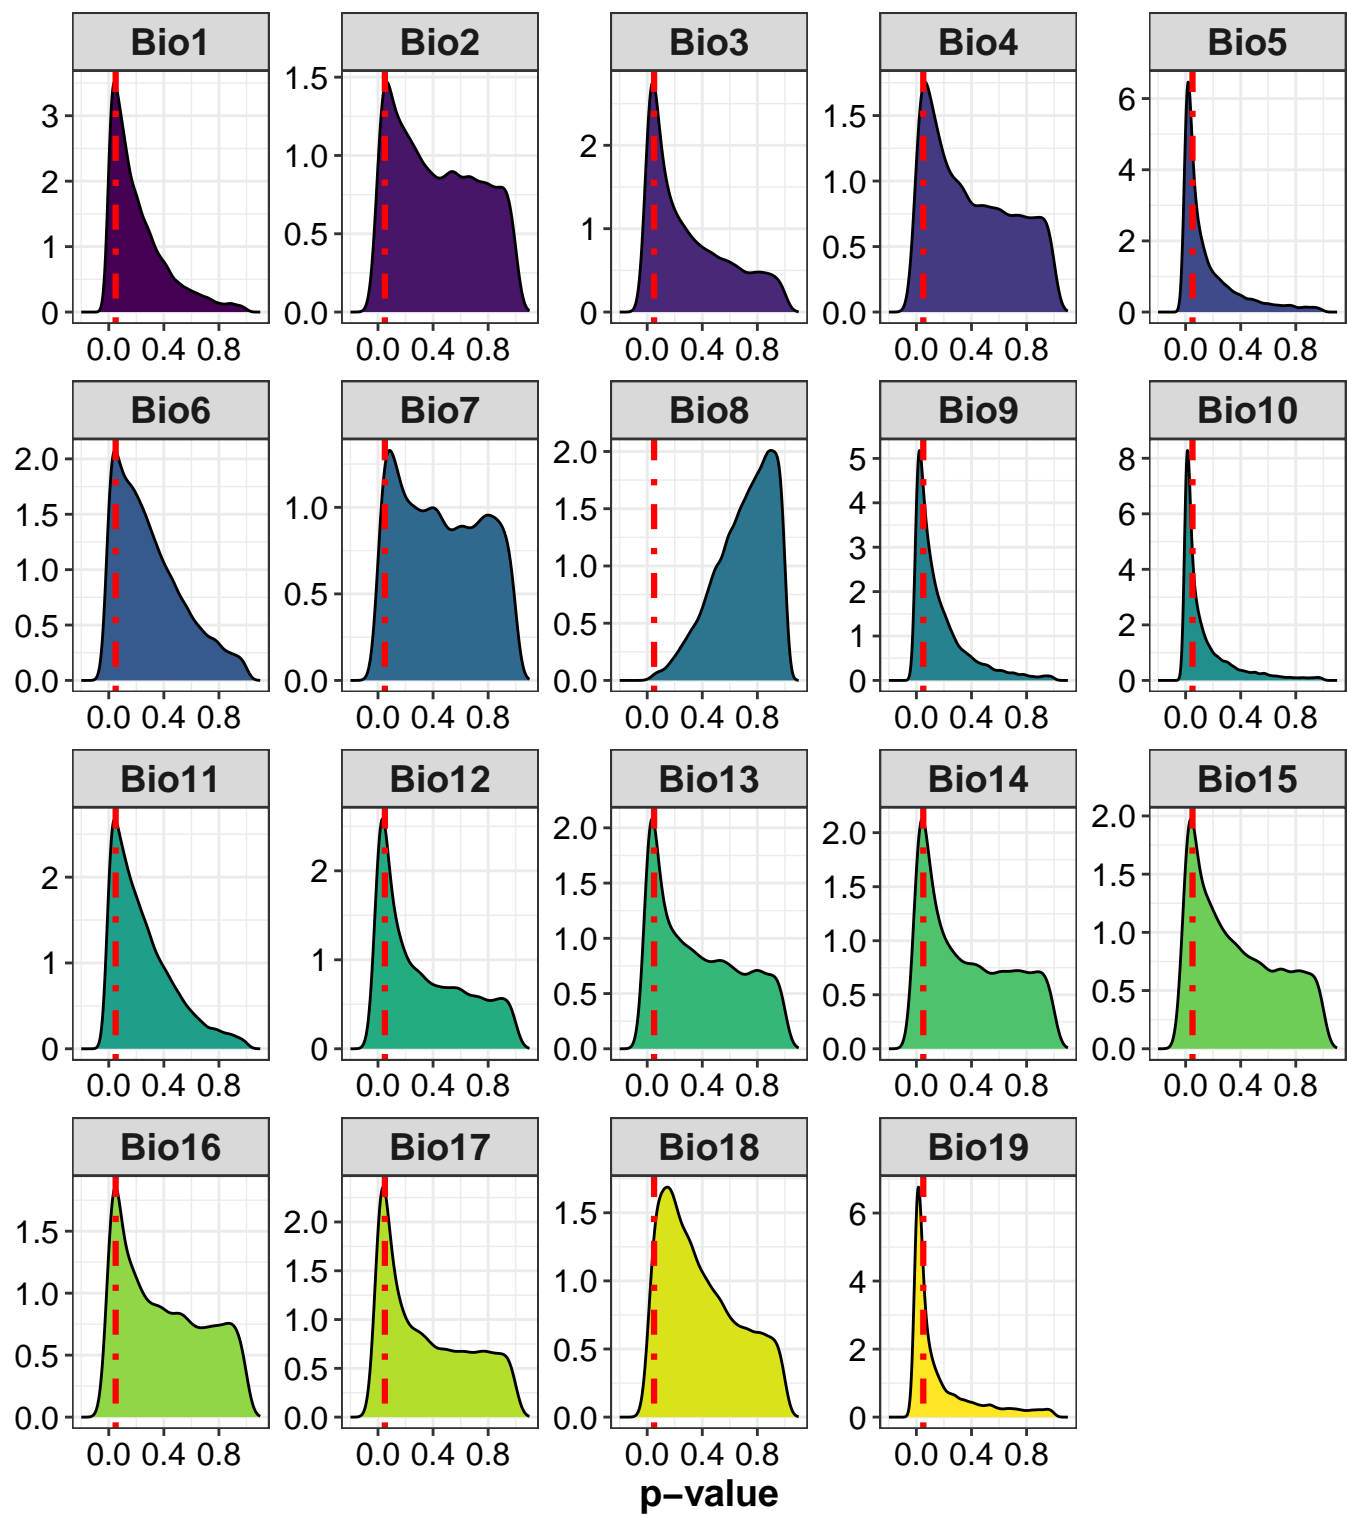 Bio1 Bio2 Bio3 Bio4 Bio5
3 2 1 0
1.5 1.0 0.5 0.0
2 1 0
1.5 1.0 0.5 0.0
6 4 2 0
0.0 0.4 0.8 0.0 0.4 0.8 0.0 0.4 0.8 0.0 0.4 0.8 0.0 0.4 0.8
Bio6 Bio7 Bio8 Bio9 Bio10
2.0 1.5 1.0 0.5 0.0
1.0 0.5 0.0
2.0 1.5 1.0 0.5 0.0
5 4 3 2 1 0
8 6 4 2 0
0.0 0.4 0.8 0.0 0.4 0.8 0.0 0.4 0.8 0.0 0.4 0.8 0.0 0.4 0.8
Bio11 Bio12 Bio13 Bio14 Bio15
2 1 0
2 1 0
2.0 1.5 1.0 0.5 0.0
2.0 1.5 1.0 0.5 0.0
2.0 1.5 1.0 0.5 0.0
0.0 0.4 0.8 0.0 0.4 0.8 0.0 0.4 0.8 0.0 0.4 0.8 0.0 0.4 0.8
Bio16 Bio17 Bio18 Bio19
1.5 1.0 0.5 0.0
2.0 1.5 1.0 0.5 0.0
1.5 1.0 0.5 0.0
6 4 2 0
0.0 0.4 0.8 0.0 0.4 0.8 0.0 0.4 0.8 0.0 0.4 0.8
p−value